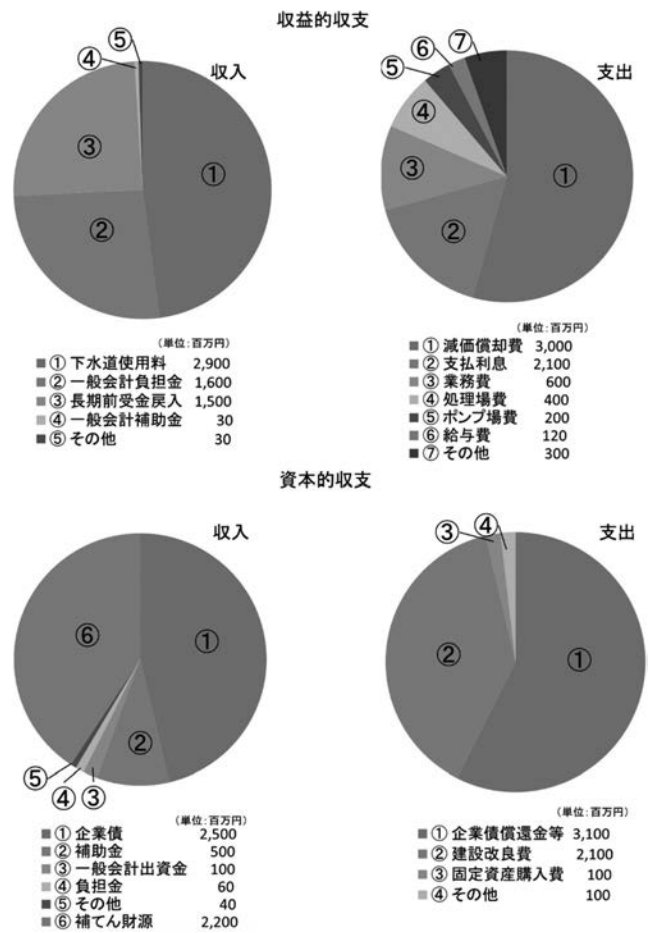 収益的収支
収入
①
②
③
④
⑤
(単位:百万円)
① 下水道使用料 2,900
② 一般会計負担金 1,600
③ 長期前受金戻入 1,500
④ 一般会計補助金 30
⑤ その他 30
支出
①
②
③
④
⑤
⑥
⑦
(単位:百万円)
① 減価償却費 3,000
② 支払利息 2,100
③ 業務費 600
④ 処理場費 400
⑤ ポンプ場費 200
⑥ 給与費 120
⑦ その他 300
資本的収支
収入
①
②
③
④
⑤
⑥
(単位:百万円)
① 企業債 2,500
② 補助金 500
③ 一般会計出資金 100
④ 負担金 60
⑤ その他 40
⑥ 補てん財源 2,200
支出
①
②
③
④
(単位:百万円)
① 企業債償還金等 3,100
② 建設改良費 2,100
③ 固定資産購入費 100
④ その他 100